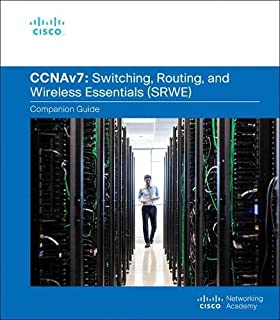 CISCO
CCNAv7: Switching, Routing, and
Wireless Essentials (SRWE)
Companion Guide
CISCO
Networking
Academy